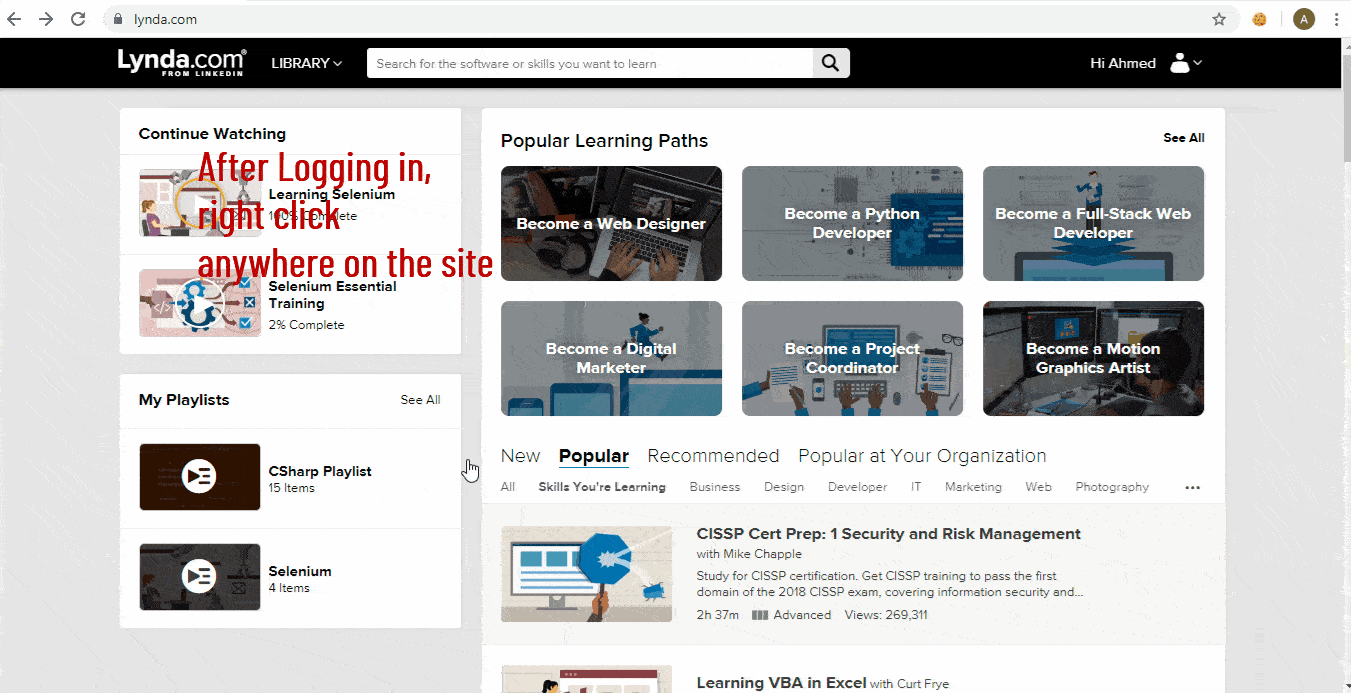 lynda.com
A
Lynda.com®
FROM LINKEDIN
LIBRARY
Search for the software or skills you want to learn
Hi Ahmed
Continue Watching
After Logging in,
right click
anywhere on the site
Learning Selenium
100% Complete
Selenium Essential
Training
2% Complete
My Playlists
See All
CSharp Playlist
15 Items
Selenium
4 Items
Popular Learning Paths
See All
Become a Web Designer
Become a Python
Developer
Become a Full-Stack Web
Developer
Become a Digital
Marketer
Become a Project
Coordinator
Become a Motion
Graphics Artist
New Popular Recommended Popular at Your Organization
All Skills You're Learning Business Design Developer IT Marketing Web Photography
CISSP Cert Prep: 1 Security and Risk Management
with Mike Chapple
Study for CISSP certification. Get CISSP training to pass the first
domain of the 2018 CISSP exam, covering information security and...
2h 37m Advanced Views: 269,311
Learning VBA in Excel with Curt Frye